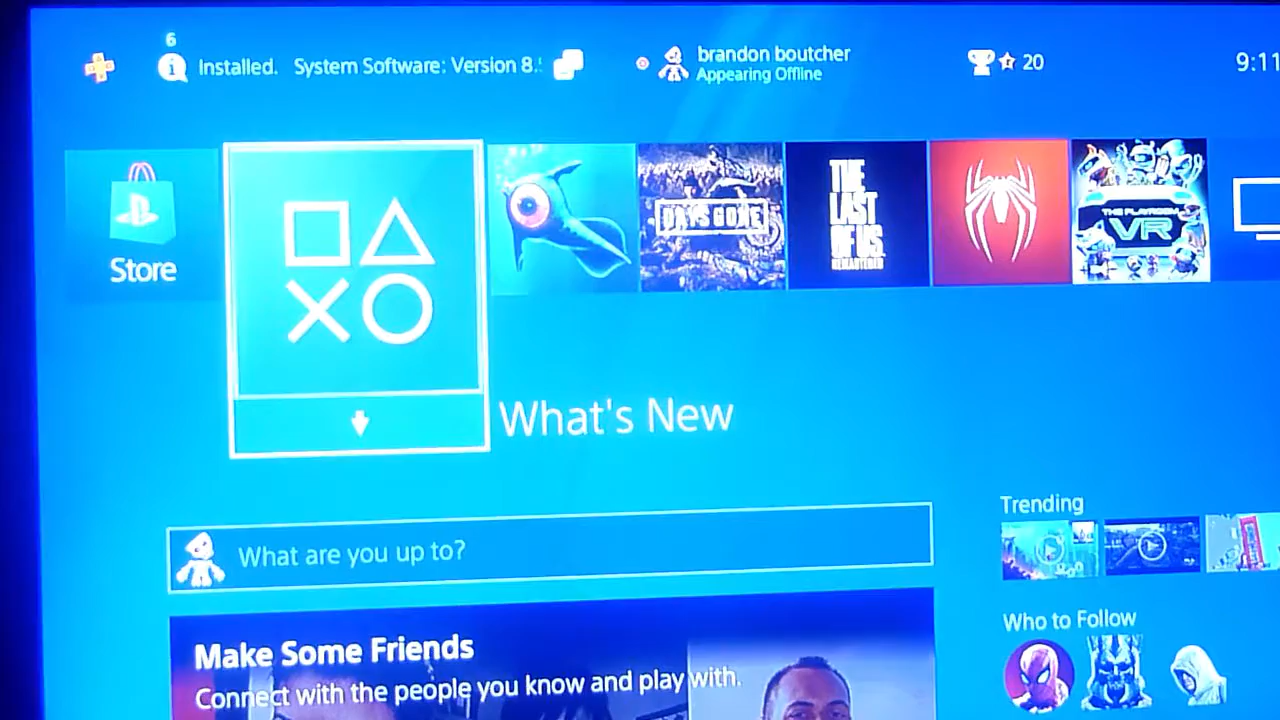 6
Installed. System Software: Version 8.
brandon boutcher
Appearing Offline
20
9:11
Store
DAYS GONE
THE
LAST
OF US
REMASTERED
THE PLAYROOM
VR
What's New
What are you up to?
Trending
Who to Follow
Make Some Friends
Connect with the people you know and play with.